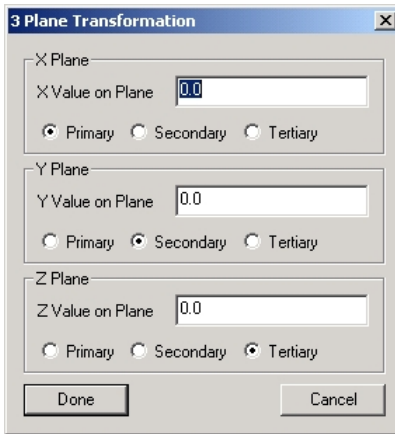 3 Plane Transformation
X Plane
X Value on Plane 0.0
Primary Secondary Tertiary
Y Plane
Y Value on Plane 0.0
Primary Secondary Tertiary
Z Plane
Z Value on Plane 0.0
Primary Secondary Tertiary
Done Cancel